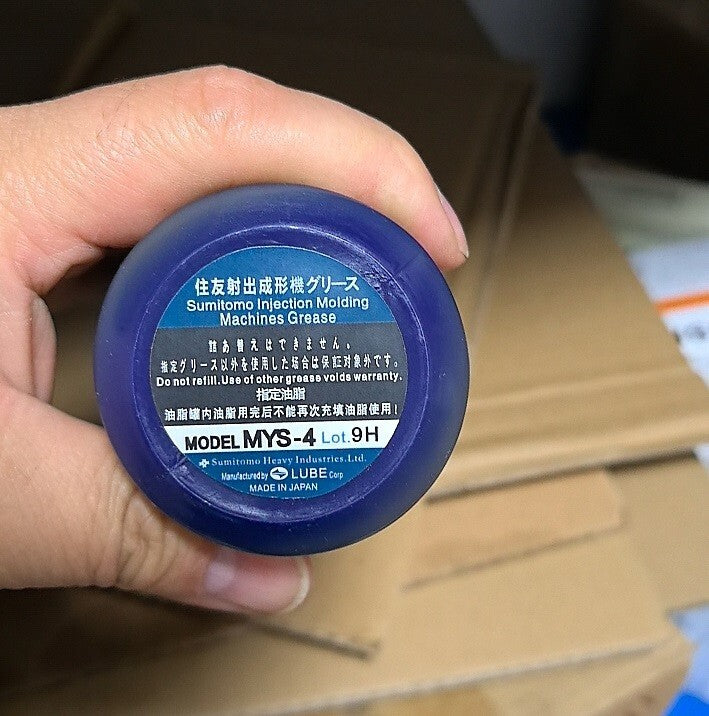 住友射出成形機グリース
Sumitomo Injection Molding
Machines Grease
詰あ替えはできません。
指定グリース以外を使用した場合は保証対象外です。
Do not refill.Use of other grease voids warranty.
指定油脂
油脂罐内油脂用完后不能再次充填油脂使用!
MODEL MYS-4 Lot.9H
Sumitomo Heavy Industries.Ltd.
Manufactured by LUBE Corp
MADE IN JAPAN